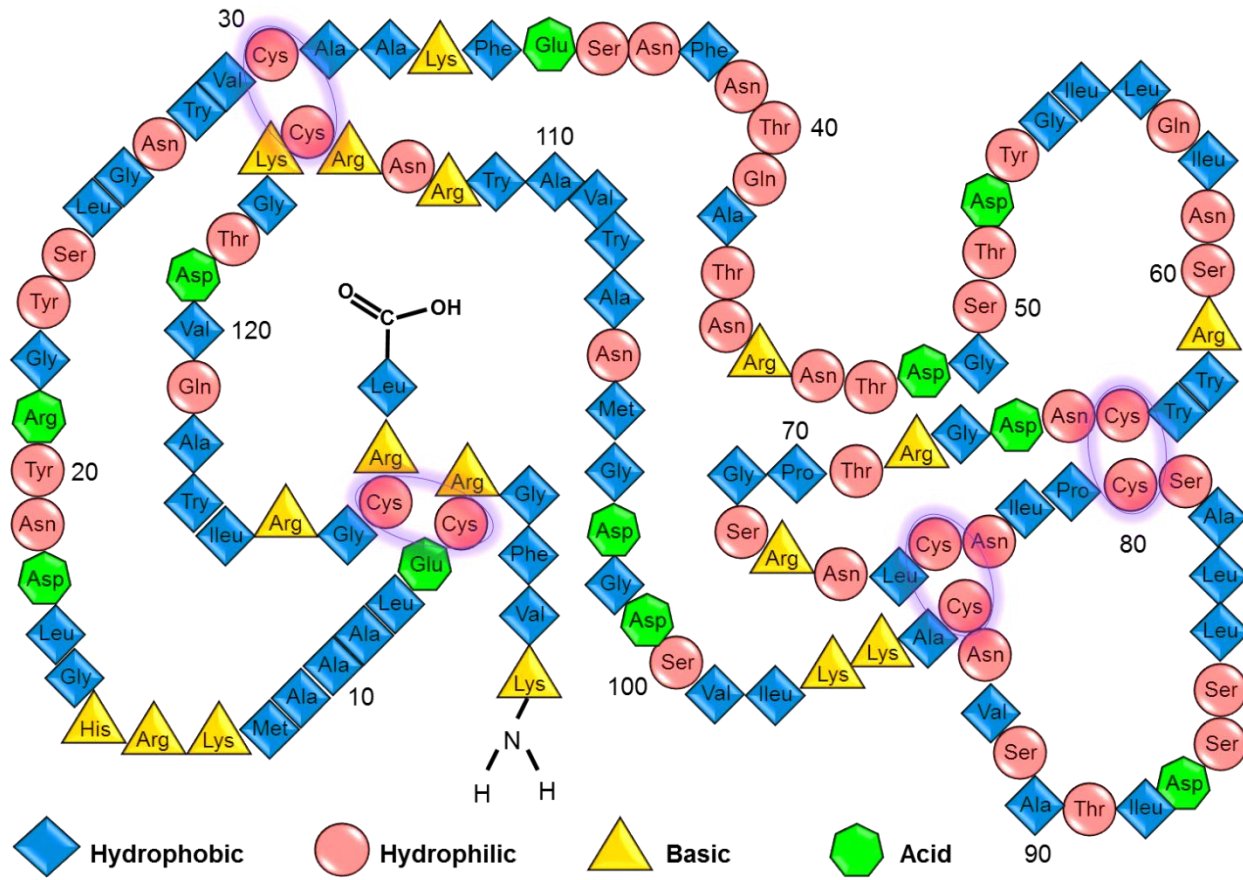 H
H
N
Lys
Val
Phe
Gly
Arg
Cys
Glu
Leu
Ala
Ala
10
Ala
Met
Lys
Arg
His
Gly
Leu
Asp
Asn
Tyr
20
Arg
Gly
Tyr
Ser
Leu
Gly
Asn
Try
Val
Cys
30
Ala
Ala
Lys
Phe
Glu
Ser
Asn
Phe
Asn
Thr
40
Gln
Ala
Thr
Asn
Arg
Asn
Thr
Asp
Gly
Ser
50
Thr
Asp
Tyr
Gly
Ileu
Leu
Gln
Ileu
Asn
Ser
60
Arg
Try
Try
Cys
Asn
Asp
Gly
Arg
Thr
Pro
70
Gly
Ser
Arg
Asn
Leu
Cys
Asn
Ileu
Pro
Cys
80
Ser
Ala
Leu
Leu
Ser
Ser
Asp
Ileu
Thr
Ala
90
Ser
Val
Asn
Cys
Ala
Lys
Lys
Ileu
Val
Ser
100
Asp
Gly
Asp
Gly
Met
Asn
Ala
Try
Val
Ala
110
Try
Arg
Asn
Arg
Cys
Lys
Gly
Thr
Asp
Val
120
Gln
Ala
Try
Ileu
Arg
Gly
Cys
Arg
Leu
C
O
OH
Hydrophobic
Hydrophilic
Basic
Acid